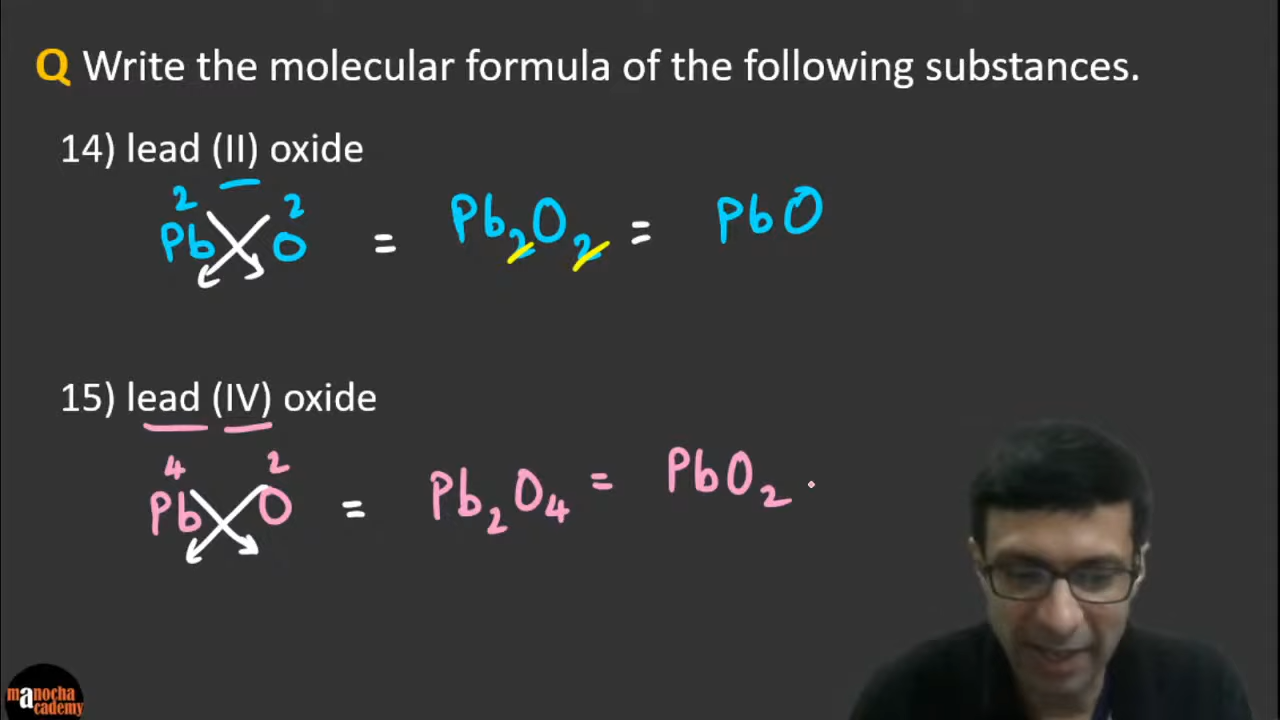 Q Write the molecular formula of the following substances.
14) lead (II) oxide
2 2
Pb O = Pb₂O₂ = PbO
15) lead (IV) oxide
4 2
Pb O = Pb₂O₄ = PbO₂
manocha
academy